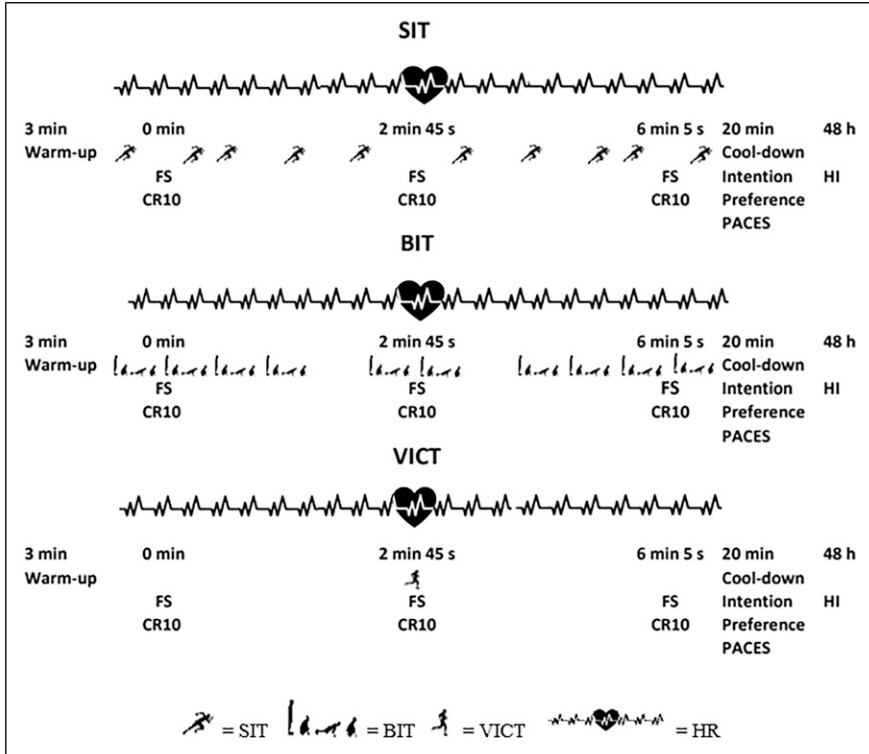 SIT
3 min 0 min 2 min 45 s 6 min 5 s 20 min 48 h
Warm-up Cool-down
FS FS FS Intention HI
CR10 CR10 CR10 Preference
PACES
BIT
3 min 0 min 2 min 45 s 6 min 5 s 20 min 48 h
Warm-up Cool-down
FS FS FS Intention HI
CR10 CR10 CR10 Preference
PACES
VICT
3 min 0 min 2 min 45 s 6 min 5 s 20 min 48 h
Warm-up Cool-down
FS FS FS Intention HI
CR10 CR10 CR10 Preference
PACES
= SIT = BIT = VICT = HR